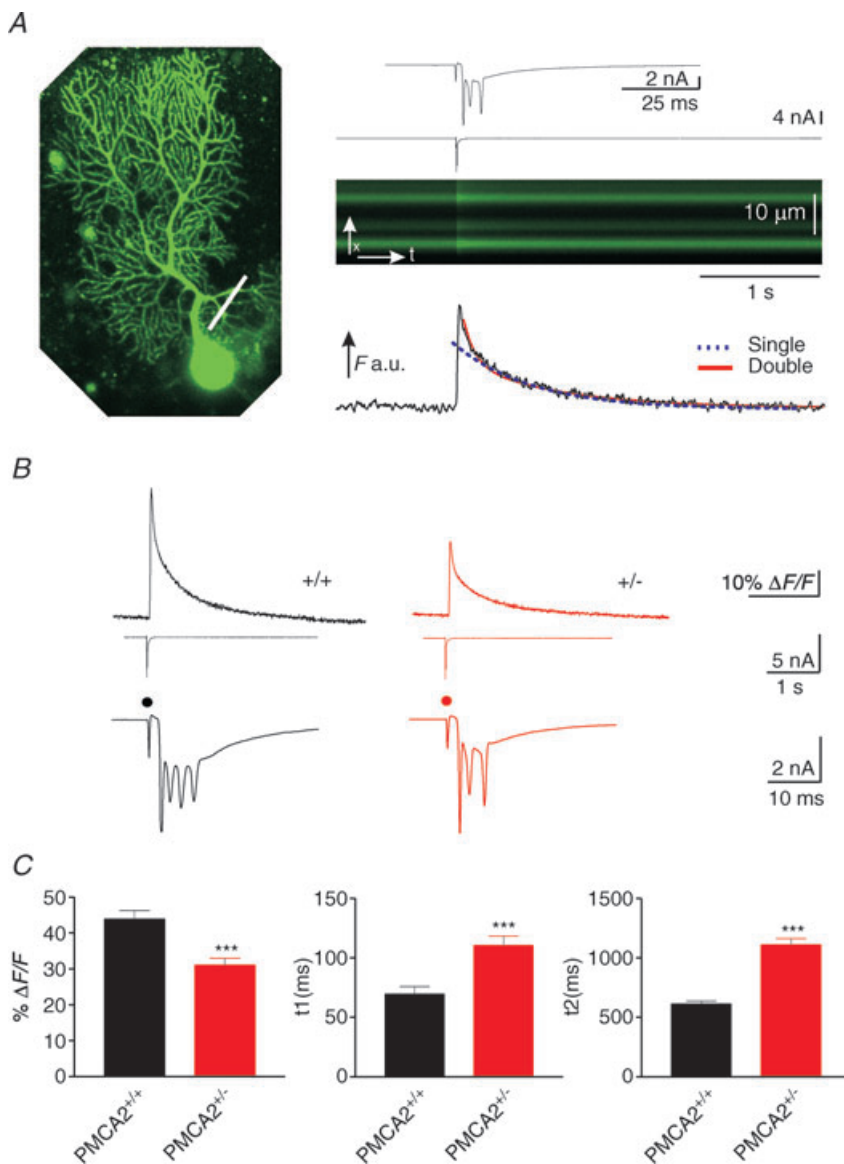 A
2 nA
25 ms
4 nA
10 μm
x
t
1 s
F a.u.
Single
Double
B
+/+
+/-
10% ΔF/F
5 nA
1 s
2 nA
10 ms
C
% ΔF/F
50
40
30
20
10
0
***
PMCA2+/+
PMCA2+/-
t1(ms)
150
100
50
0
***
PMCA2+/+
PMCA2+/-
t2(ms)
1500
1000
500
0
***
PMCA2+/+
PMCA2+/-